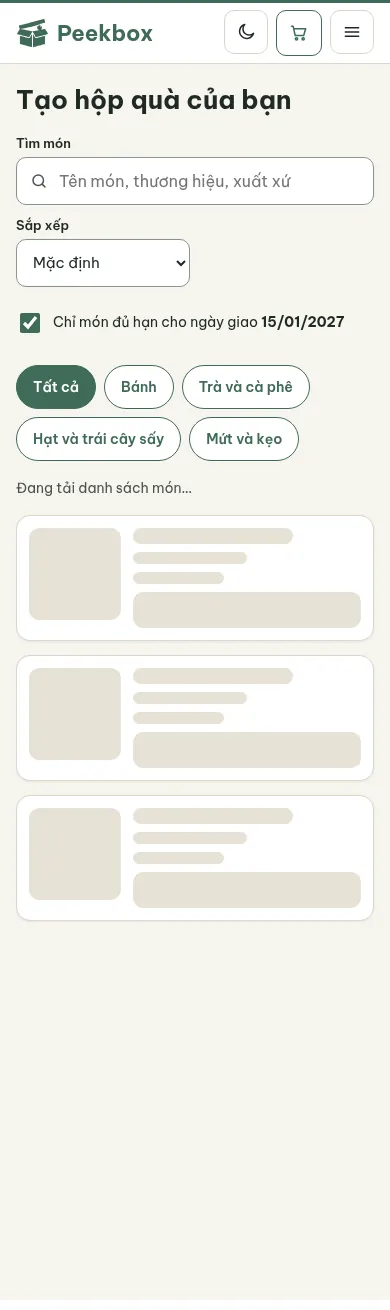 Peekbox
Tạo hộp quà của bạn
Tìm món
Tên món, thương hiệu, xuất xứ
Sắp xếp
Mặc định
Chỉ món đủ hạn cho ngày giao 15/01/2027
Tất cả
Bánh
Trà và cà phê
Hạt và trái cây sấy
Mứt và kẹo
Đang tải danh sách món…